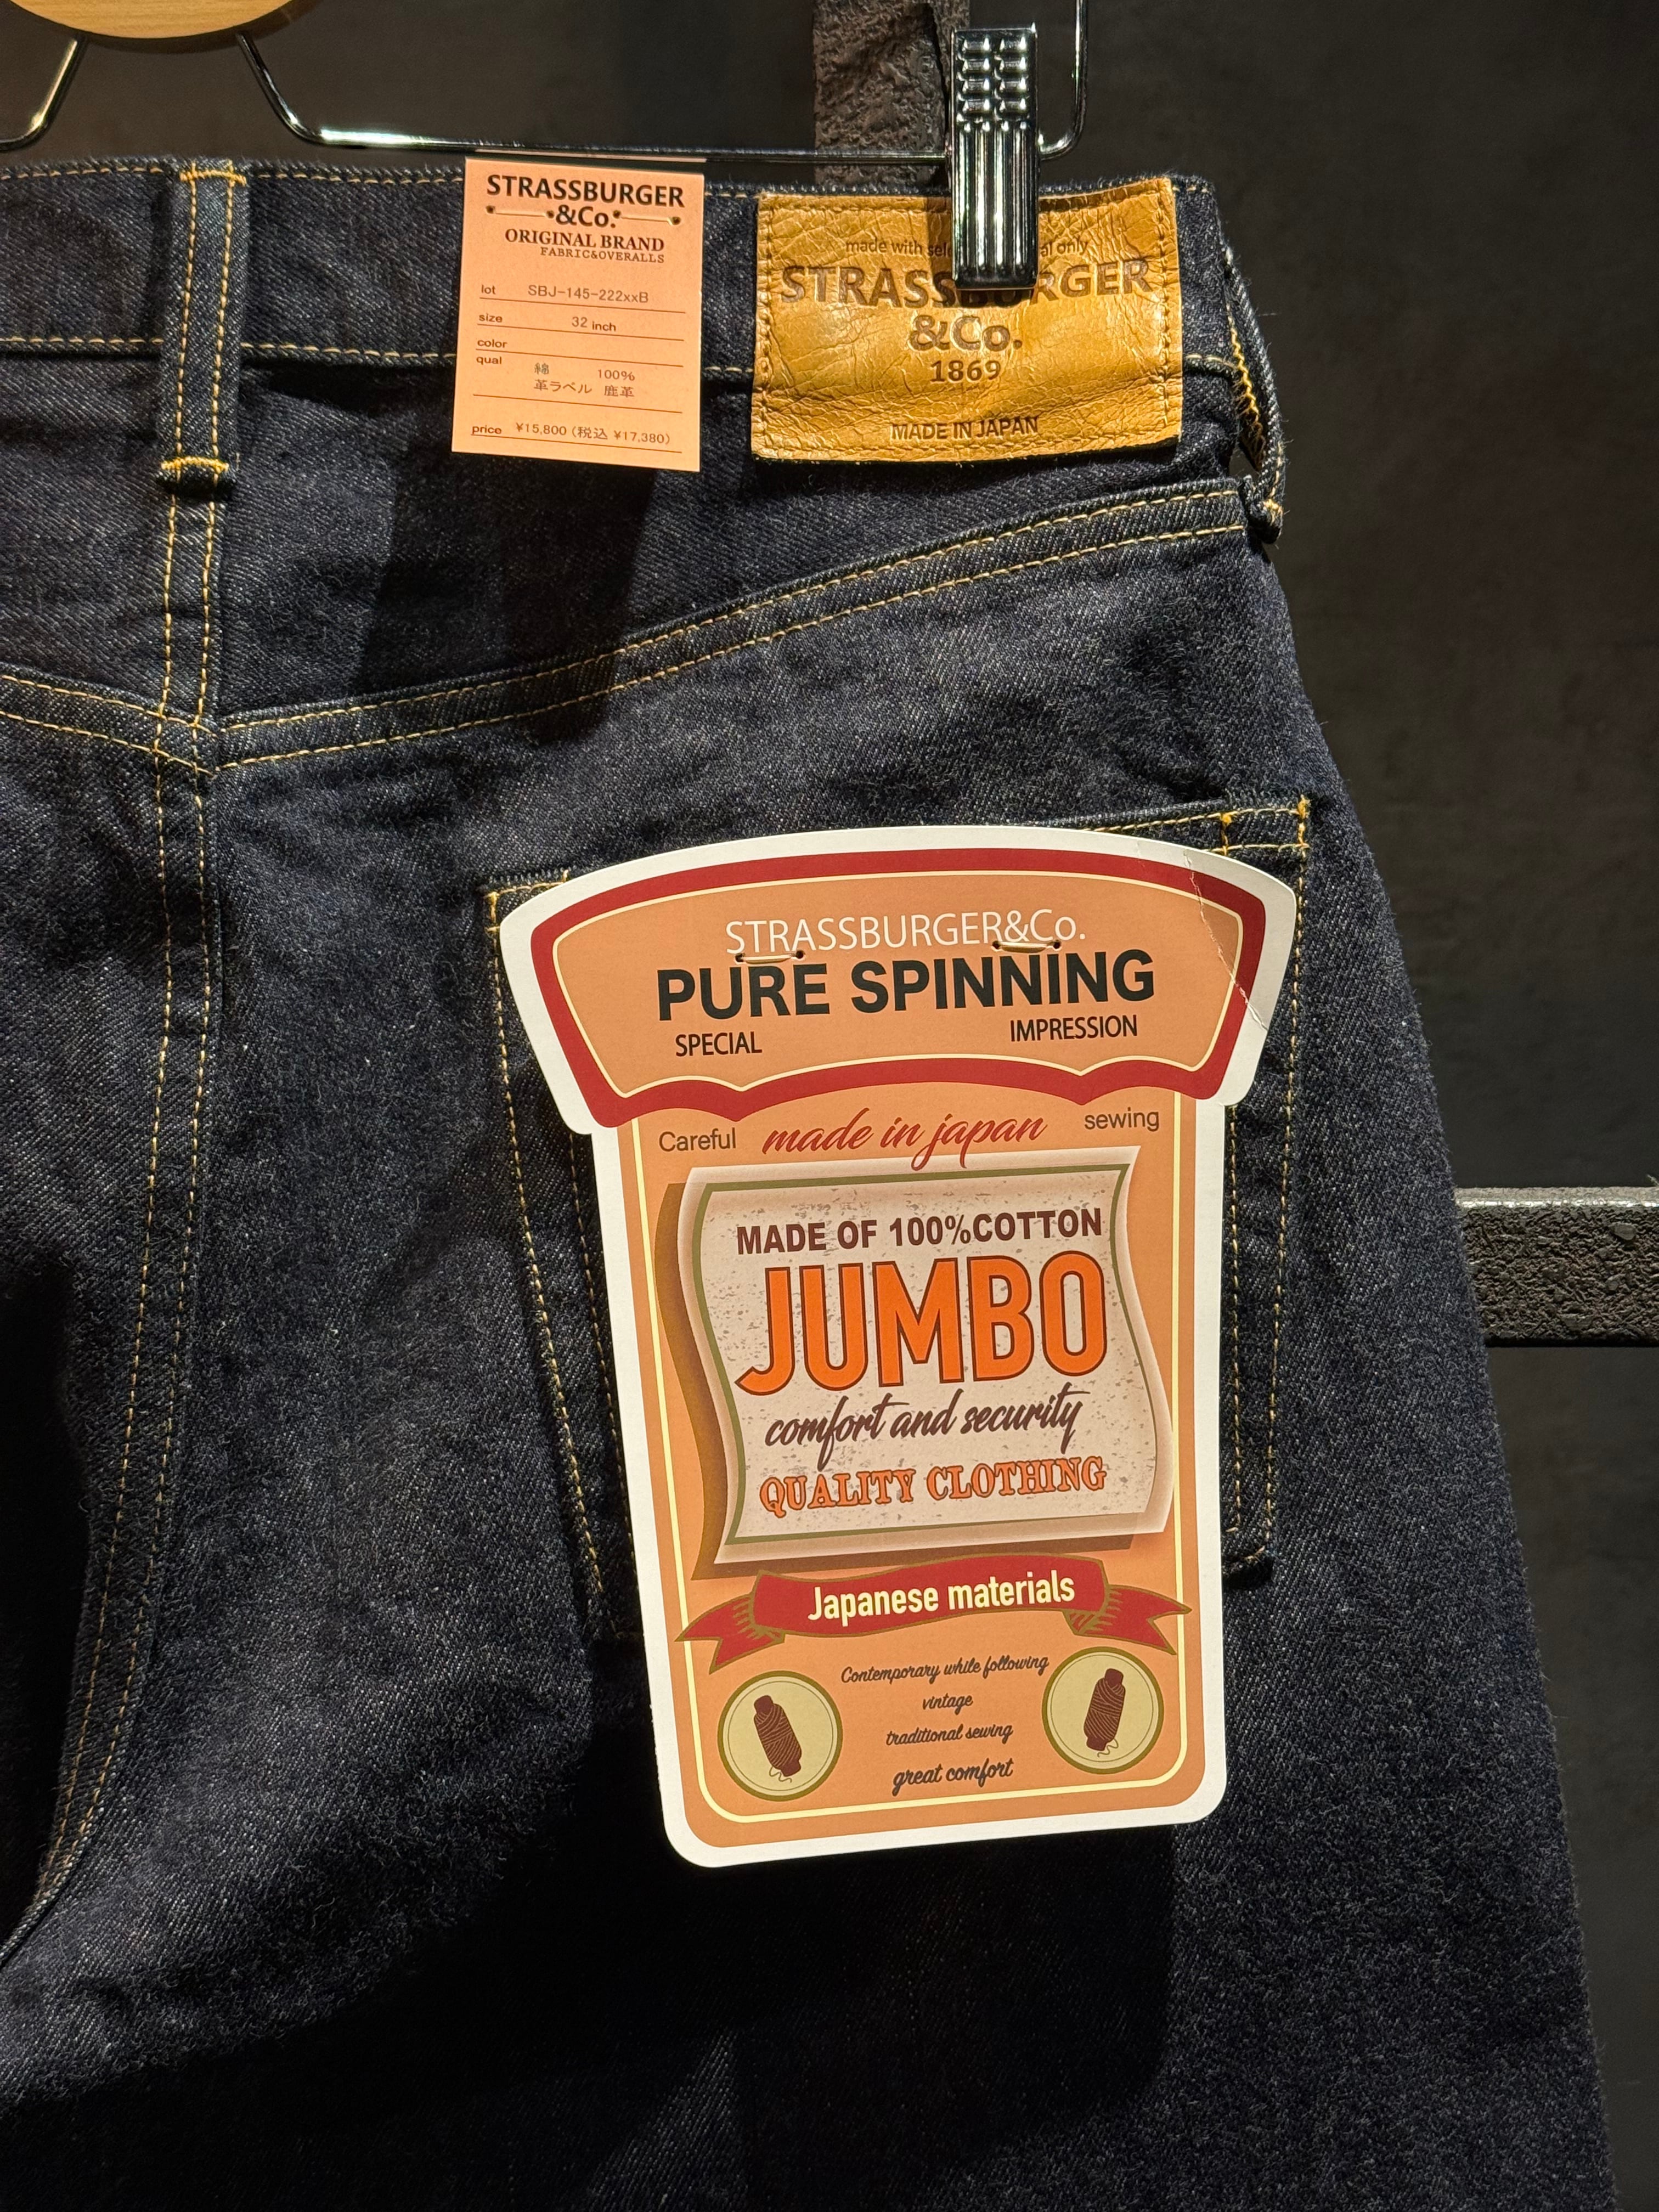 STRASSBURGER
&Co.
ORIGINAL BRAND
FABRIC&OVERALLS
lot SBJ-145-222xxB
size 32 inch
color
qual
綿 100%
革ラベル 鹿革
price ¥15,800 (税込 ¥17,380)
made with only
STRASSBURGER
&Co.
1869
MADE IN JAPAN
STRASSBURGER&Co.
PURE SPINNING
SPECIAL IMPRESSION
Careful made in japan sewing
MADE OF 100%COTTON
JUMBO
comfort and security
QUALITY CLOTHING
Japanese materials
Contemporary while following
vintage
traditional sewing
great comfort